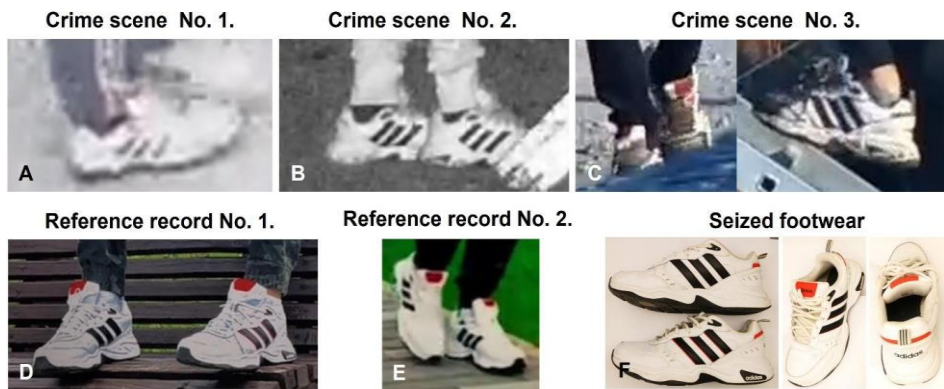 Crime scene No. 1.
Crime scene No. 2.
Crime scene No. 3.
A
B
C
Reference record No. 1.
Reference record No. 2.
Seized footwear
D
E
F
adidas
adidas